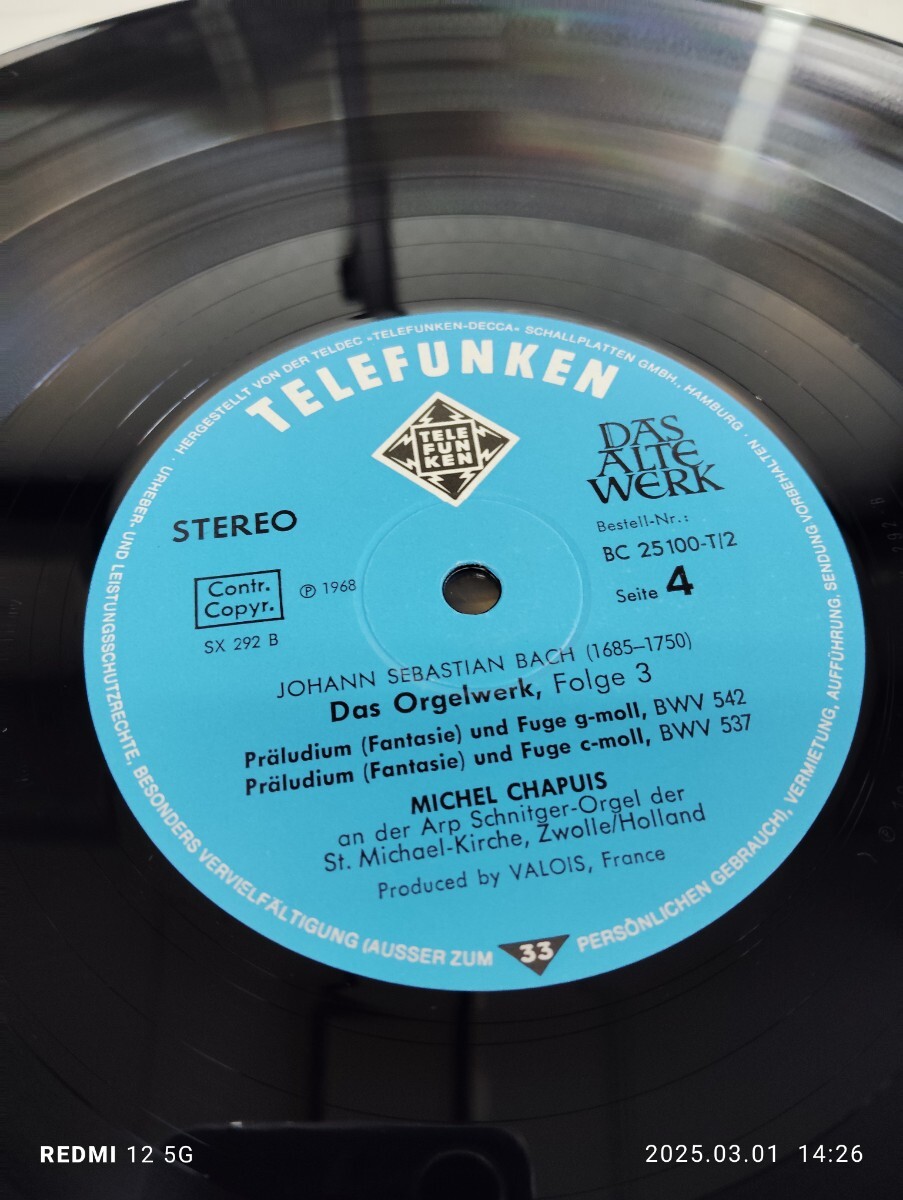 · HERGESTELLT VON DER TELDEC »TELEFUNKEN-DECCA« SCHALLPLATTEN GMBH., HAMBURG ·
URHEBER- UND LEISTUNGSSCHUTZRECHTE, BESONDERS VERVIELFÄLTIGUNG (AUSSER ZUM PERSÖNLICHEN GEBRAUCH), VERMIETUNG, AUFFÜHRUNG, SENDUNG VORBEHALTEN ·
TELEFUNKEN
TELE
FUN
KEN
DAS
ALTE
WERK
STEREO
Bestell-Nr.:
BC 25100-T/2
Seite 4
Contr.
Copyr.
℗ 1968
SX 292 B
JOHANN SEBASTIAN BACH (1685–1750)
Das Orgelwerk, Folge 3
Präludium (Fantasie) und Fuge g-moll, BWV 542
Präludium (Fantasie) und Fuge c-moll, BWV 537
MICHEL CHAPUIS
an der Arp Schnitger-Orgel der
St. Michael-Kirche, Zwolle/Holland
Produced by VALOIS, France
33
REDMI 12 5G
2025.03.01 14:26